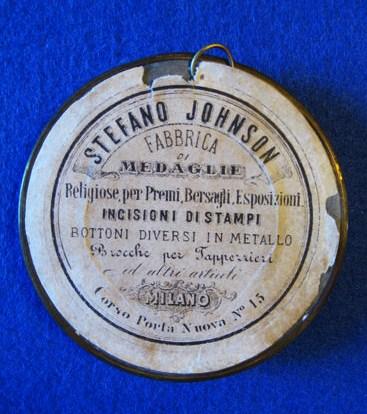 STEFANO JOHNSON
FABBRICA
DI
MEDAGLIE
Religiose, per Premi, Bersagli, Esposizioni.
INCISIONI DI STAMPI
BOTTONI DIVERSI IN METALLO
Brocche per Tappezzieri
ed altri articoli
MILANO
Corso Porta Nuova Nº 15